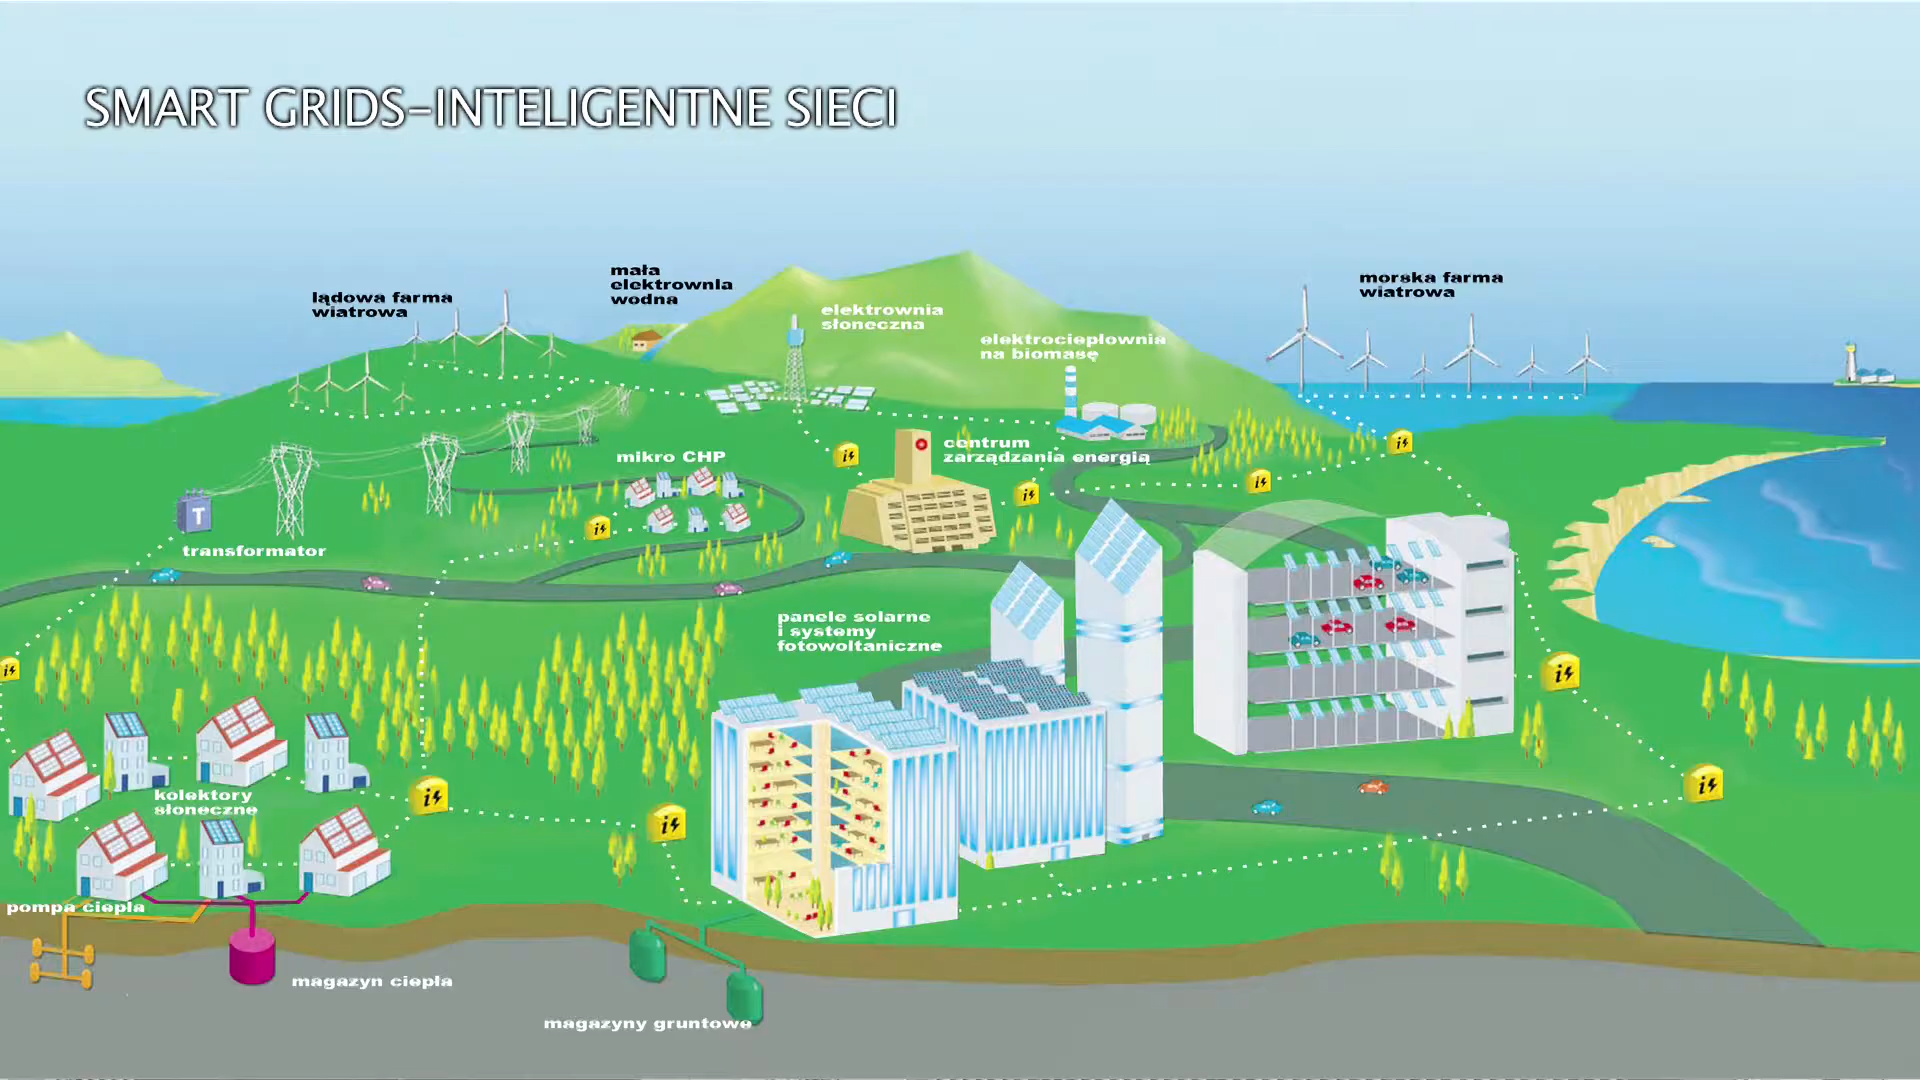 SMART GRIDS-INTELIGENTNE SIECI
mała
elektrownia
wodna
morska farma
wiatrowa
lądowa farma
wiatrowa
elektrownia
słoneczna
elektrociepłownia
na biomasę
centrum
zarządzania energią
mikro CHP
T
transformator
panele solarne
i systemy
fotowoltaniczne
kolektory
słoneczne
pompa ciepła
magazyn ciepła
magazyny gruntowe
i
i
i
i
i
i
i
i
i
i